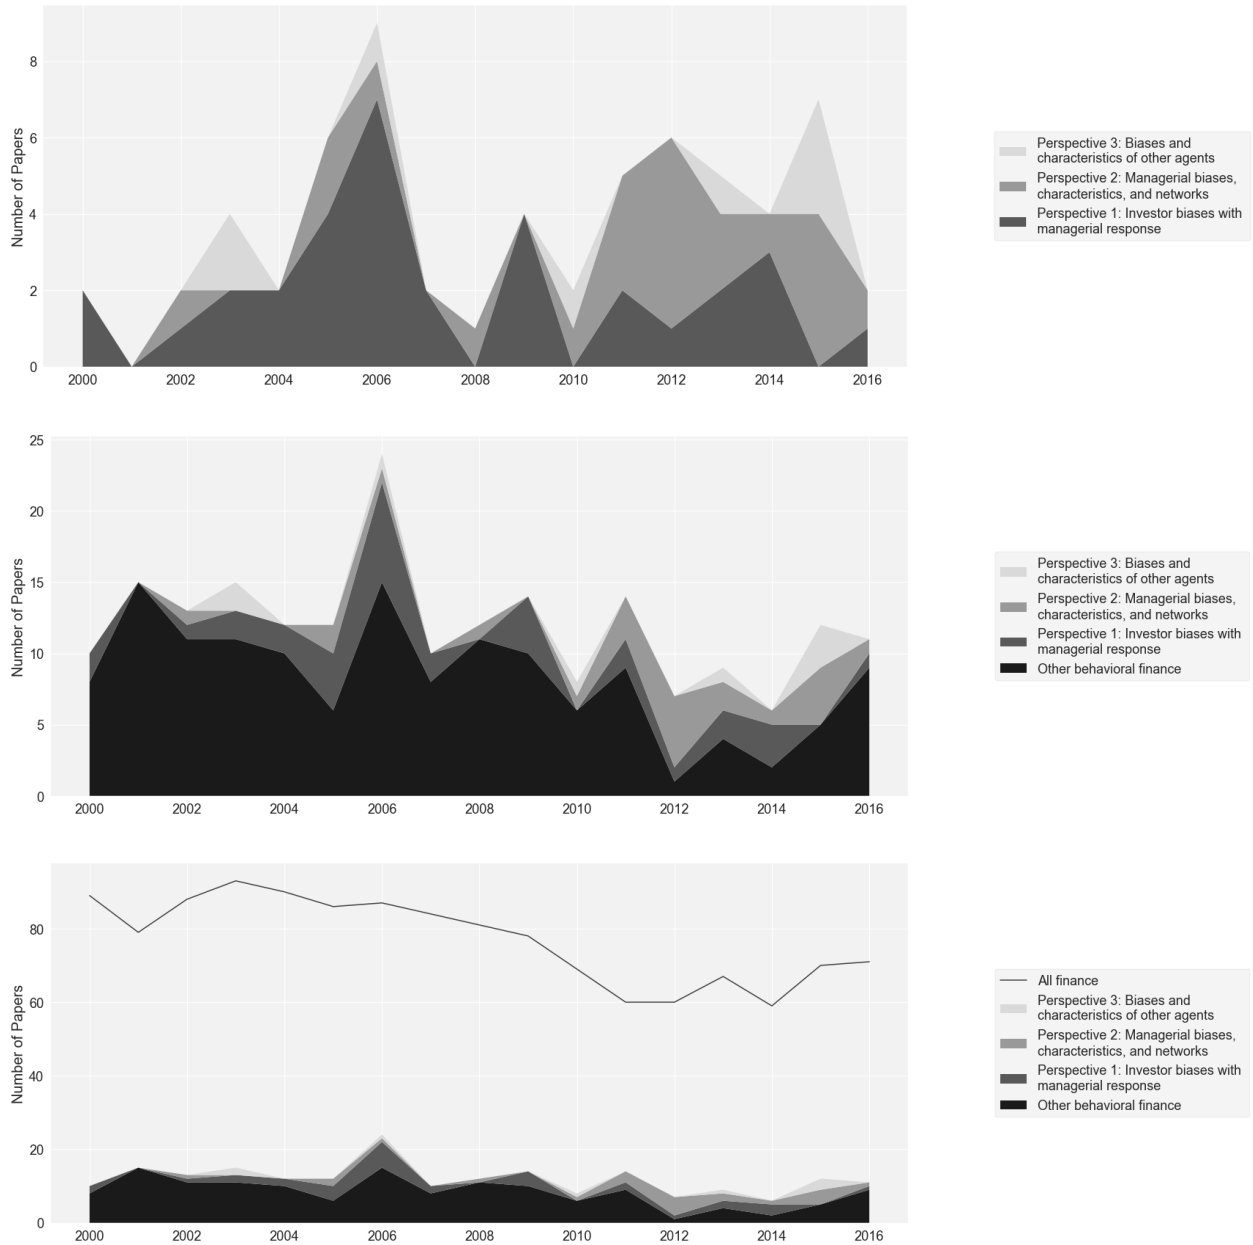 Number of Papers
8
6
4
2
0
2000 2002 2004 2006 2008 2010 2012 2014 2016
Perspective 3: Biases and
characteristics of other agents
Perspective 2: Managerial biases,
characteristics, and networks
Perspective 1: Investor biases with
managerial response
Number of Papers
25
20
15
10
5
0
2000 2002 2004 2006 2008 2010 2012 2014 2016
Perspective 3: Biases and
characteristics of other agents
Perspective 2: Managerial biases,
characteristics, and networks
Perspective 1: Investor biases with
managerial response
Other behavioral finance
Number of Papers
80
60
40
20
0
2000 2002 2004 2006 2008 2010 2012 2014 2016
All finance
Perspective 3: Biases and
characteristics of other agents
Perspective 2: Managerial biases,
characteristics, and networks
Perspective 1: Investor biases with
managerial response
Other behavioral finance